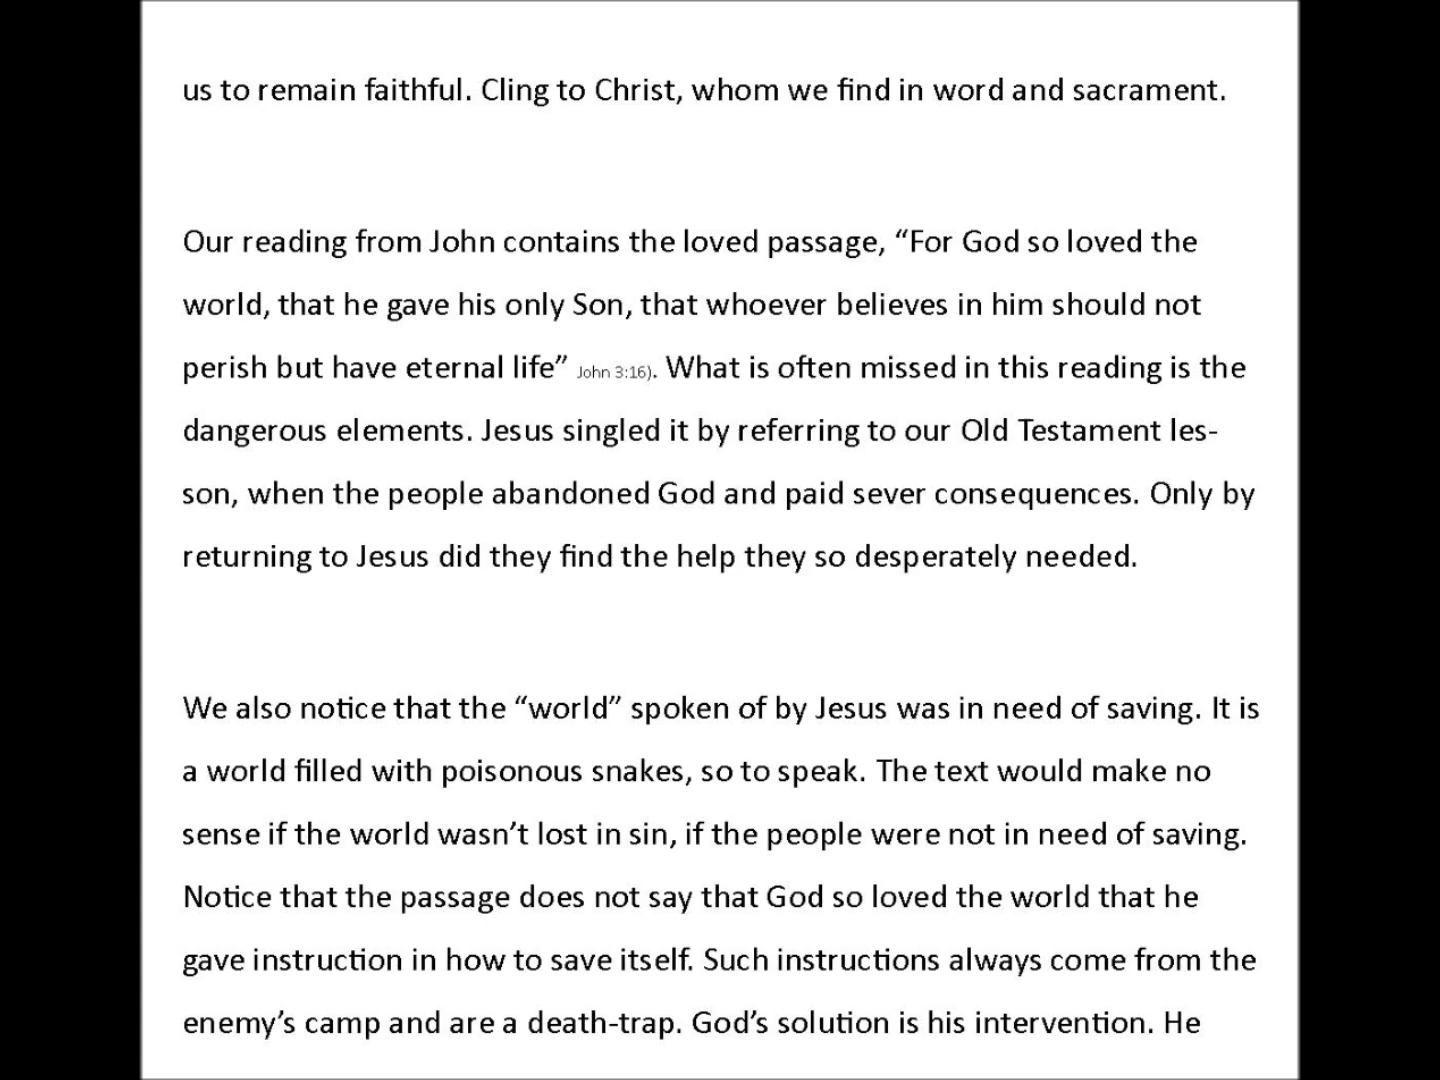 us to remain faithful. Cling to Christ, whom we find in word and sacrament.
Our reading from John contains the loved passage, “For God so loved the
world, that he gave his only Son, that whoever believes in him should not
perish but have eternal life” John 3:16). What is often missed in this reading is the
dangerous elements. Jesus singled it by referring to our Old Testament les-
son, when the people abandoned God and paid sever consequences. Only by
returning to Jesus did they find the help they so desperately needed.
We also notice that the “world” spoken of by Jesus was in need of saving. It is
a world filled with poisonous snakes, so to speak. The text would make no
sense if the world wasn’t lost in sin, if the people were not in need of saving.
Notice that the passage does not say that God so loved the world that he
gave instruction in how to save itself. Such instructions always come from the
enemy’s camp and are a death-trap. God’s solution is his intervention. He